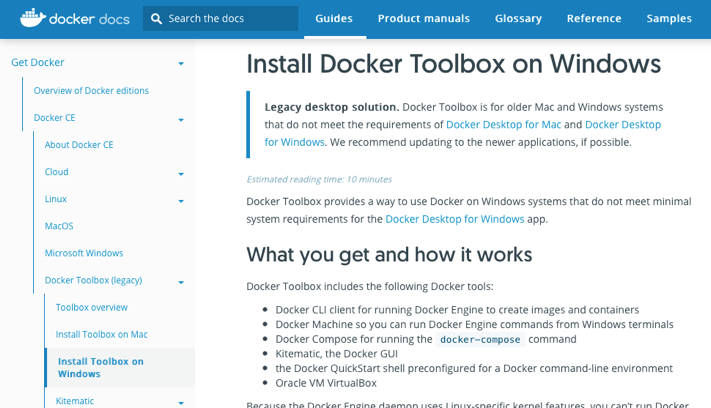 docker docs
Search the docs
Guides
Product manuals
Glossary
Reference
Samples
Get Docker
Overview of Docker editions
Docker CE
About Docker CE
Cloud
Linux
MacOS
Microsoft Windows
Docker Toolbox (legacy)
Toolbox overview
Install Toolbox on Mac
Install Toolbox on
Windows
Kitematic
Install Docker Toolbox on Windows
Legacy desktop solution. Docker Toolbox is for older Mac and Windows systems
that do not meet the requirements of Docker Desktop for Mac and Docker Desktop
for Windows. We recommend updating to the newer applications, if possible.
Estimated reading time: 10 minutes
Docker Toolbox provides a way to use Docker on Windows systems that do not meet minimal
system requirements for the Docker Desktop for Windows app.
What you get and how it works
Docker Toolbox includes the following Docker tools:
Docker CLI client for running Docker Engine to create images and containers
Docker Machine so you can run Docker Engine commands from Windows terminals
Docker Compose for running the docker-compose command
Kitematic, the Docker GUI
the Docker QuickStart shell preconfigured for a Docker command-line environment
Oracle VM VirtualBox
Because the Docker Engine daemon uses Linux-specific kernel features, you can't run Docker